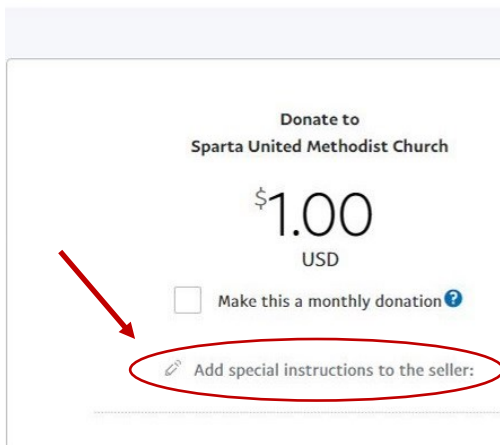 Donate to
Sparta United Methodist Church
$1.00
USD
Make this a monthly donation ?
Add special instructions to the seller: